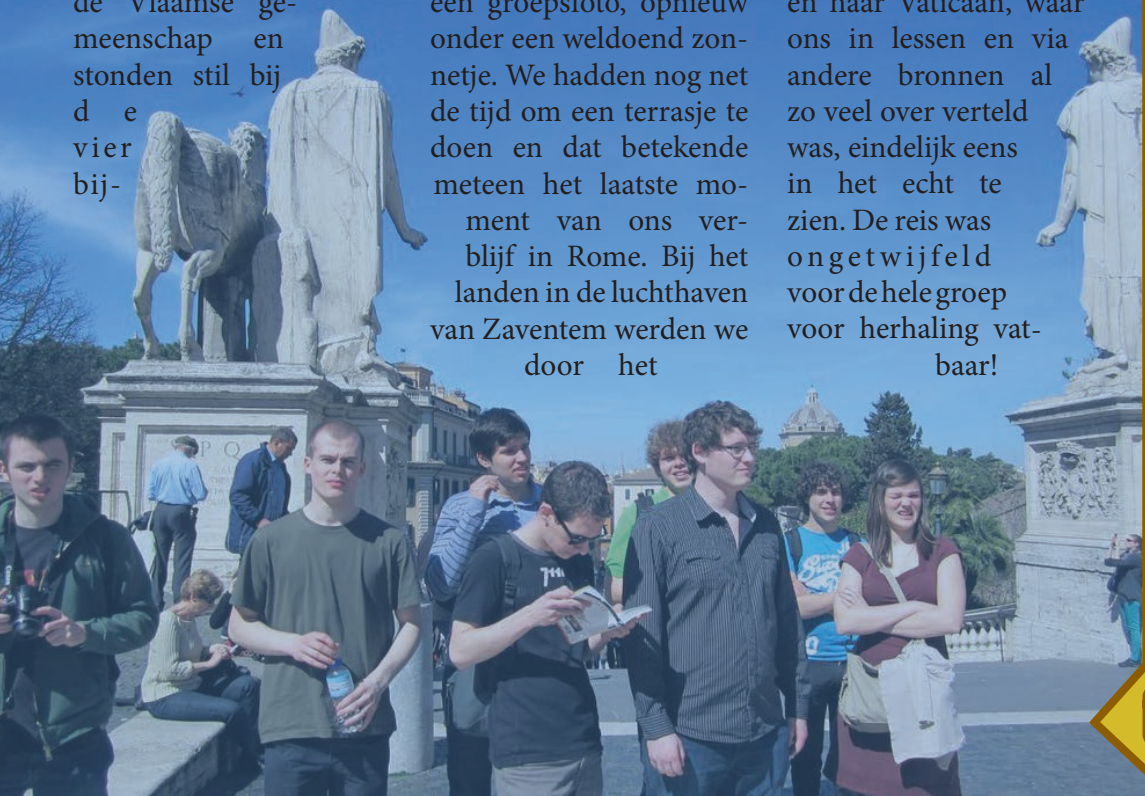 de Vlaamse ge-
meenschap en
stonden stil bij
d e
vier
bij-
een groepsfoto, opnieuw
onder een weldoend zon-
netje. We hadden nog net
de tijd om een terrasje te
doen en dat betekende
meteen het laatste mo-
ment van ons ver-
blijf in Rome. Bij het
landen in de luchthaven
van Zaventem werden we
door het
en naar Vaticaan, waar
ons in lessen en via
andere bronnen al
zo veel over verteld
was, eindelijk eens
in het echt te
zien. De reis was
ongetwijfeld
voor de hele groep
voor herhaling vat-
baar!
S P Q